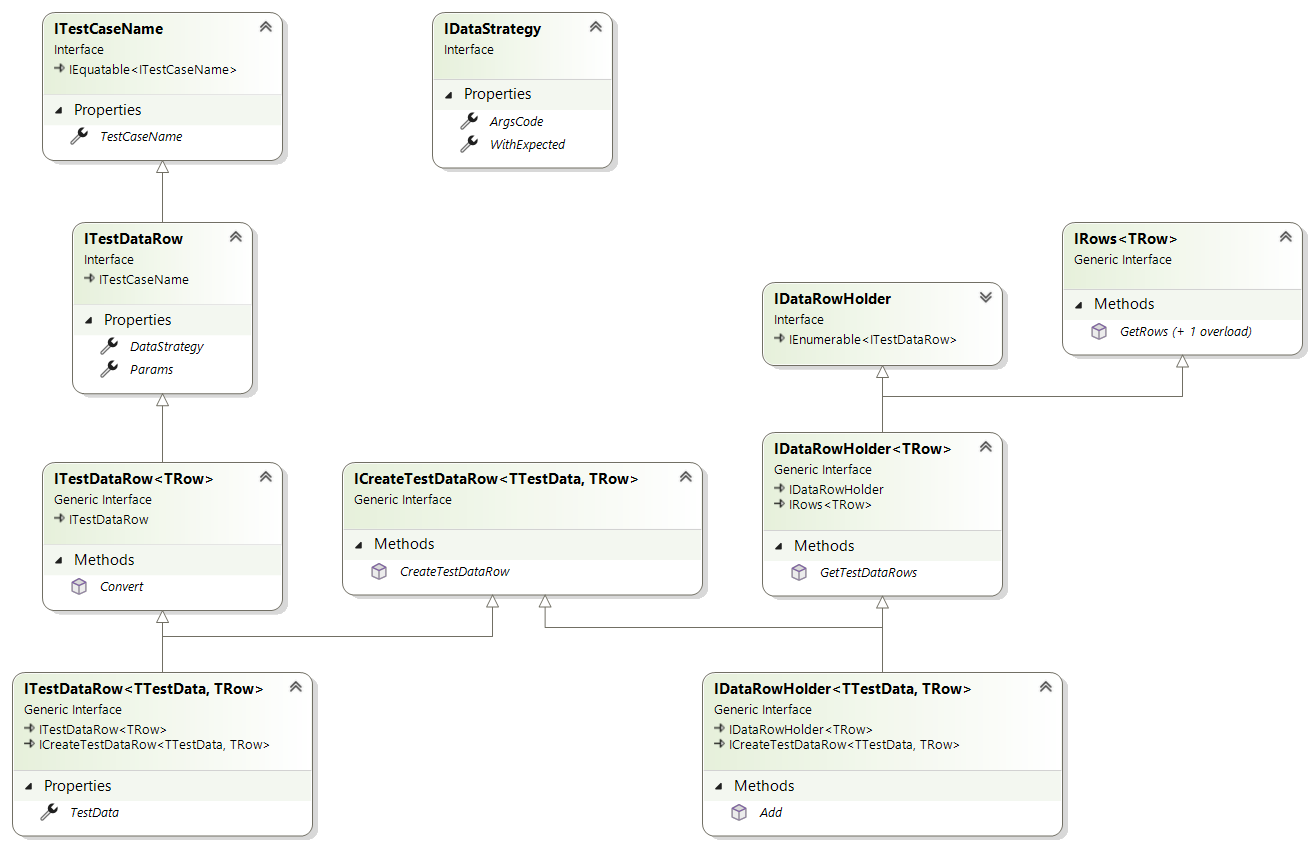 ITestCaseName
Interface
IEquatable<ITestCaseName>
Properties
TestCaseName
IDataStrategy
Interface
Properties
ArgsCode
WithExpected
ITestDataRow
Interface
ITestCaseName
Properties
DataStrategy
Params
IDataRowHolder
Interface
IEnumerable<ITestDataRow>
IRows<TRow>
Generic Interface
Methods
GetRows (+ 1 overload)
ITestDataRow<TRow>
Generic Interface
ITestDataRow
Methods
Convert
ICreateTestDataRow<TTestData, TRow>
Generic Interface
Methods
CreateTestDataRow
IDataRowHolder<TRow>
Generic Interface
IDataRowHolder
IRows<TRow>
Methods
GetTestDataRows
ITestDataRow<TTestData, TRow>
Generic Interface
ITestDataRow<TRow>
ICreateTestDataRow<TTestData, TRow>
Properties
TestData
IDataRowHolder<TTestData, TRow>
Generic Interface
IDataRowHolder<TRow>
ICreateTestDataRow<TTestData, TRow>
Methods
Add